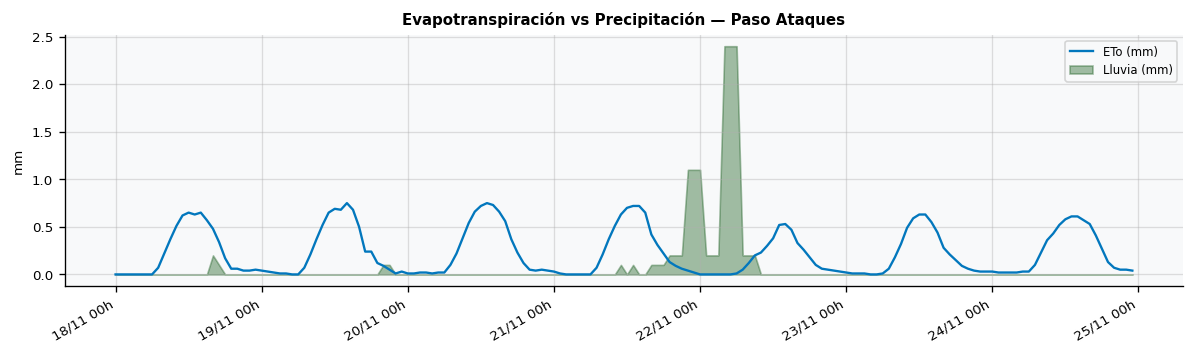 Evapotranspiración vs Precipitación — Paso Ataques
ETo (mm)
Lluvia (mm)
mm
2.5
2.0
1.5
1.0
0.5
0.0
18/11 00h
19/11 00h
20/11 00h
21/11 00h
22/11 00h
23/11 00h
24/11 00h
25/11 00h